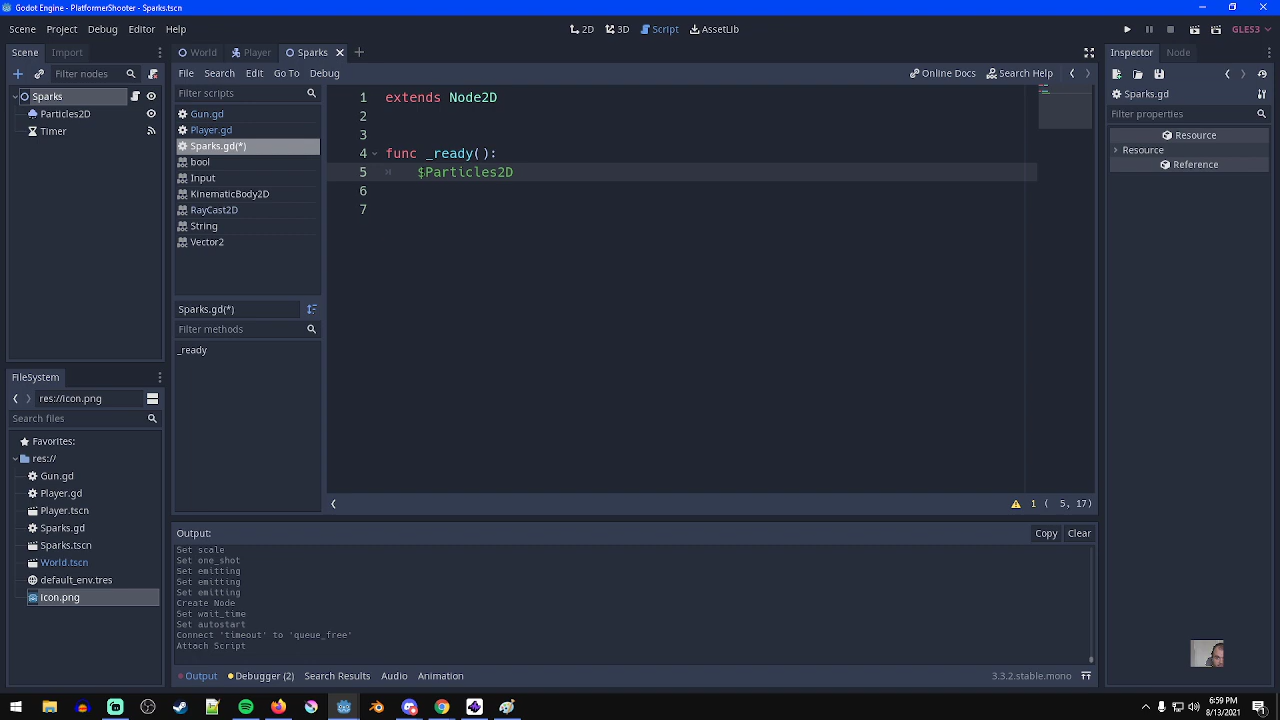 Godot Engine - PlatformerShooter - Sparks.tscn
Scene Project Debug Editor Help
2D 3D Script AssetLib
GLES3
Scene Import
Filter nodes
Sparks
Particles2D
Timer
FileSystem
res://icon.png
Search files
Favorites:
res://
Gun.gd
Player.gd
Player.tscn
Sparks.gd
Sparks.tscn
World.tscn
default_env.tres
icon.png
World Player Sparks
File Search Edit Go To Debug
Online Docs Search Help
Filter scripts
Gun.gd
Player.gd
Sparks.gd(*)
bool
Input
KinematicBody2D
RayCast2D
String
Vector2
Sparks.gd(*)
Filter methods
_ready
1 extends Node2D
2
3
4 func _ready():
5 $Particles2D
6
7
1 ( 5, 17)
Output:
Copy Clear
Set scale
Set one_shot
Set emitting
Set emitting
Set emitting
Create Node
Set wait_time
Set autostart
Connect 'timeout' to 'queue_free'
Attach Script
Output Debugger (2) Search Results Audio Animation
3.3.2.stable.mono
Inspector Node
Sparks.gd
Filter properties
Resource
Resource
Reference
6:59 PM
8/13/2021